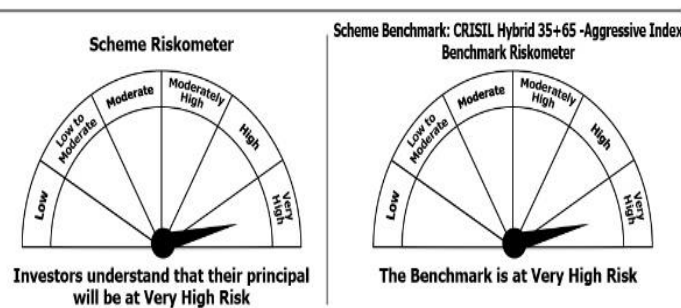 Scheme Riskometer
Low
Low to
Moderate
Moderate
Moderately
High
High
Very
High
Investors understand that their principal
will be at Very High Risk
Scheme Benchmark: CRISIL Hybrid 35+65 -Aggressive Index
Benchmark Riskometer
Low
Low to
Moderate
Moderate
Moderately
High
High
Very
High
The Benchmark is at Very High Risk